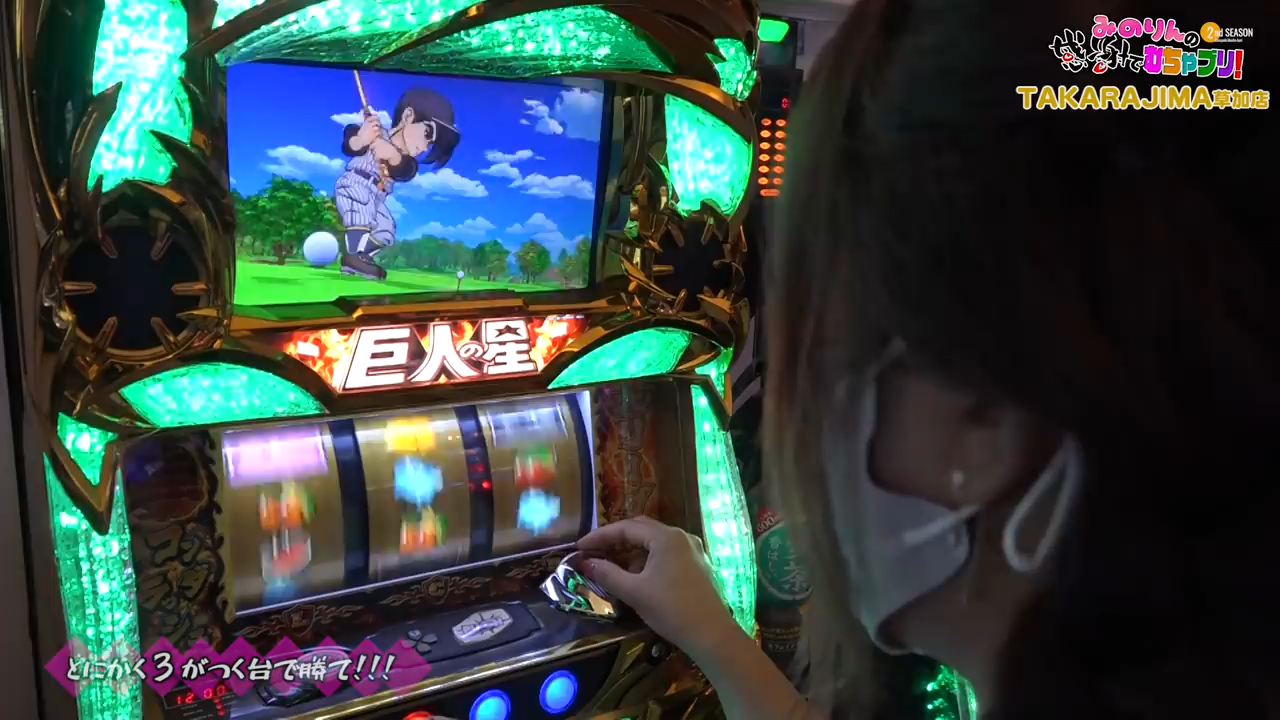 みのりんの
2nd SEASON
でむちゃブリ!
TAKARAJIMA草加店
巨人の星
とにかく3がつく台で勝て!!!